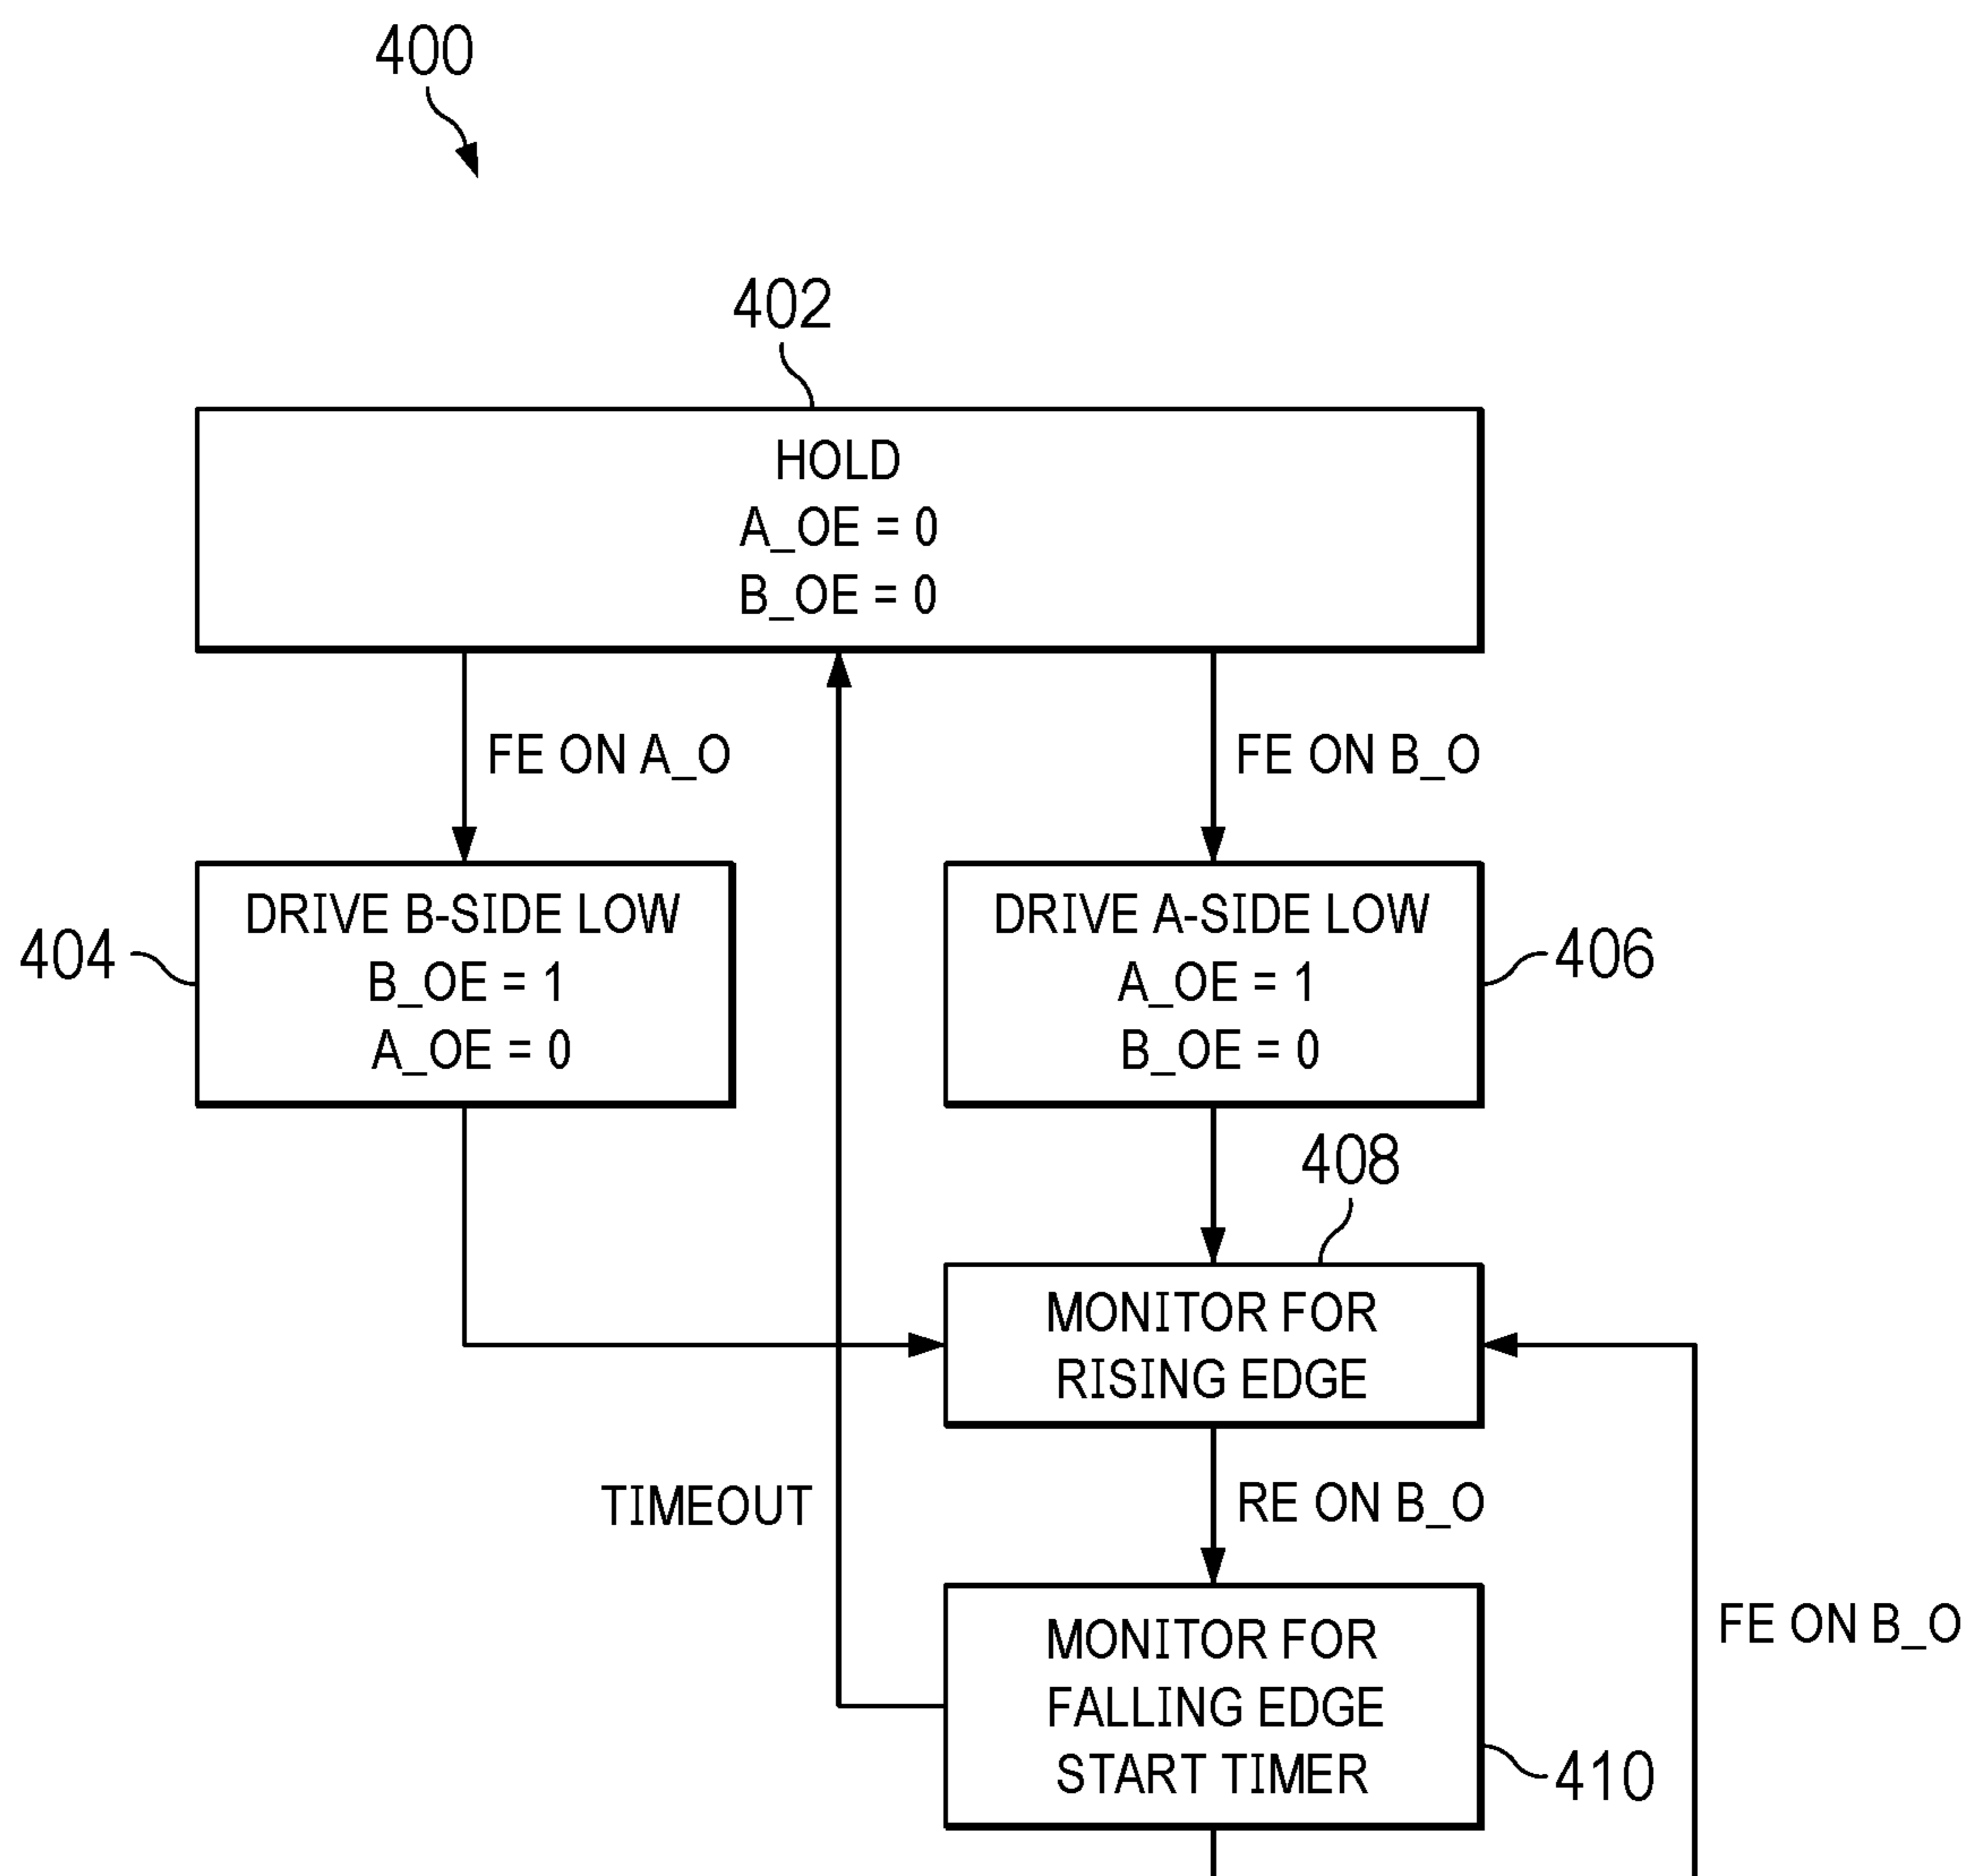 400
402
HOLD
A_OE = 0
B_OE = 0
FE ON A_O
FE ON B_O
404
DRIVE B-SIDE LOW
B_OE = 1
A_OE = 0
DRIVE A-SIDE LOW
A_OE = 1
B_OE = 0
406
408
MONITOR FOR
RISING EDGE
TIMEOUT
RE ON B_O
FE ON B_O
MONITOR FOR
FALLING EDGE
START TIMER
410